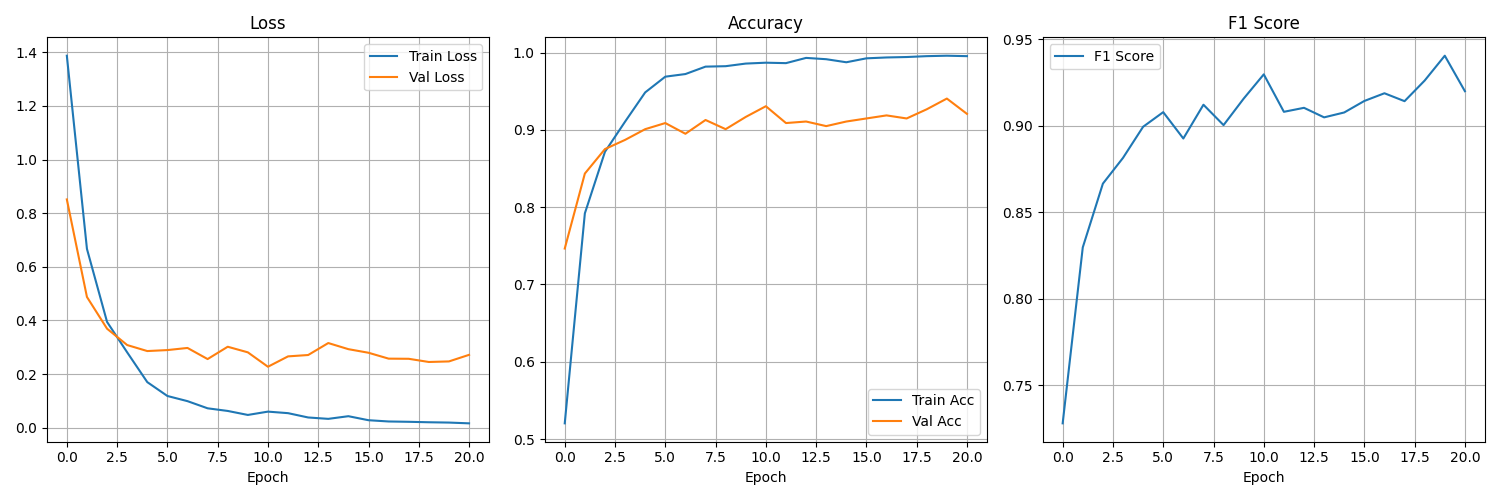 Loss
1.4
1.2
1.0
0.8
0.6
0.4
0.2
0.0
Train Loss
Val Loss
0.0 2.5 5.0 7.5 10.0 12.5 15.0 17.5 20.0
Epoch
Accuracy
1.0
0.9
0.8
0.7
0.6
0.5
Train Acc
Val Acc
0.0 2.5 5.0 7.5 10.0 12.5 15.0 17.5 20.0
Epoch
F1 Score
0.95
0.90
0.85
0.80
0.75
F1 Score
0.0 2.5 5.0 7.5 10.0 12.5 15.0 17.5 20.0
Epoch